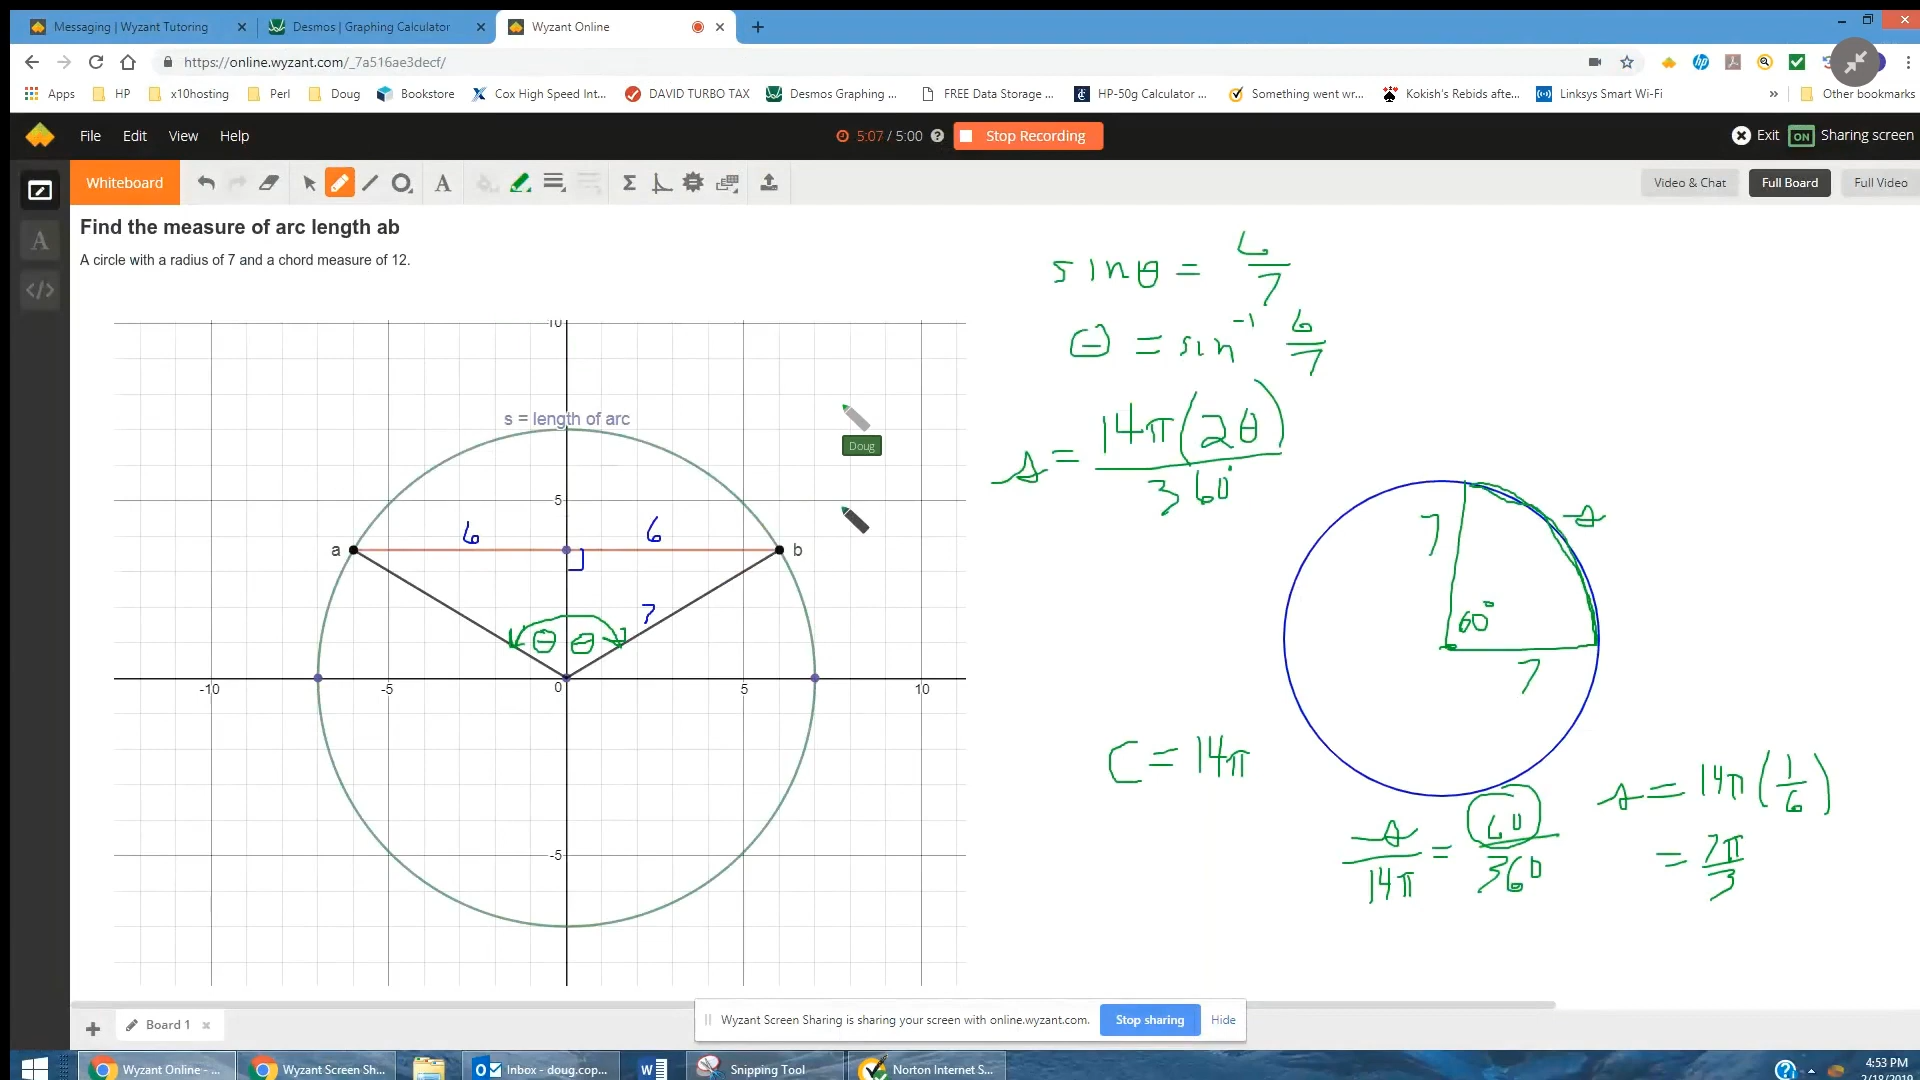 Messaging | Wyzant Tutoring
Desmos | Graphing Calculator
Wyzant Online
https://online.wyzant.com/_7a516ae3decf/
Apps HP x10hosting Perl Doug Bookstore Cox High Speed Int... DAVID TURBO TAX Desmos Graphing ... FREE Data Storage ... HP-50g Calculator ... Something went wr... Kokish's Rebids afte... Linksys Smart Wi-Fi » Other bookmarks
File Edit View Help
5:07 / 5:00
Stop Recording
Exit
ON Sharing screen
Whiteboard
A
Σ
Video & Chat
Full Board
Full Video
Find the measure of arc length ab
A circle with a radius of 7 and a chord measure of 12.
sinθ = 6/7
θ = sin⁻¹ 6/7
s = 14π(2θ)/360°
10
s = length of arc
Doug
5
6 6
a b
7
θ θ
-10 -5 0 5 10
-5
7
s
60°
7
C = 14π
s/14π = 60/360
s = 14π(1/6)
= 7π/3
Board 1
Wyzant Screen Sharing is sharing your screen with online.wyzant.com.
Stop sharing
Hide
Wyzant Online - ...
Wyzant Screen Sh...
Inbox - doug.cop...
Snipping Tool
Norton Internet S...
4:53 PM
2/18/2019